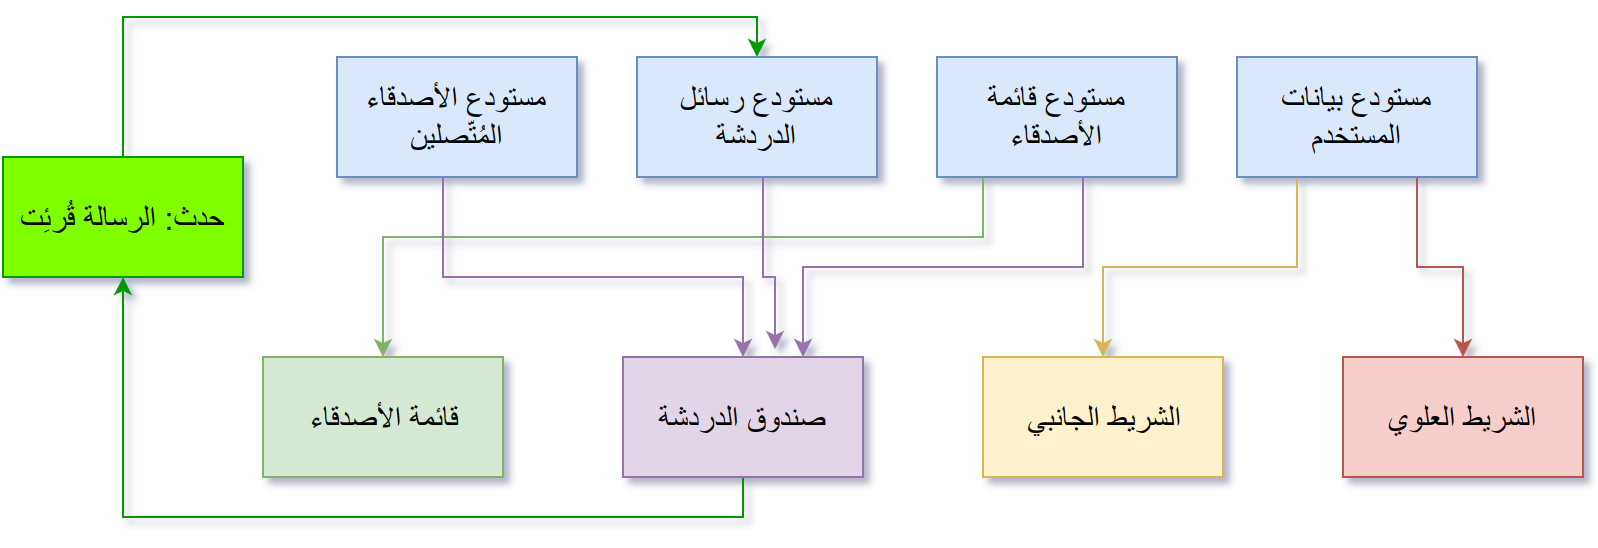 مستودع بيانات
المستخدم
مستودع قائمة
الأصدقاء
مستودع رسائل
الدردشة
مستودع الأصدقاء
المُتّصلين
حدث: الرسالة قُرئِت
الشريط العلوي
الشريط الجانبي
صندوق الدردشة
قائمة الأصدقاء